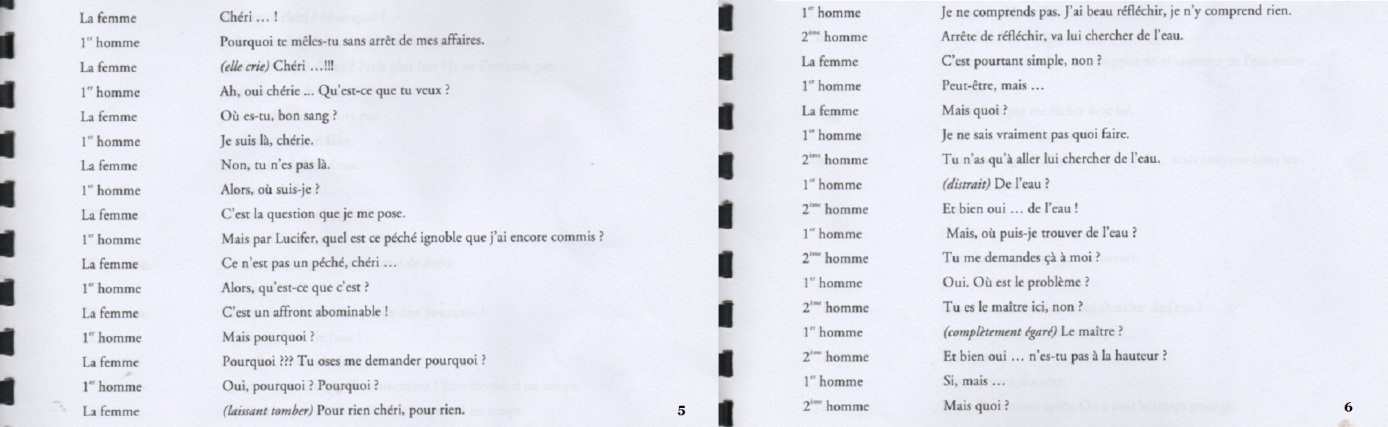 La femme Chéri … !
1er homme Pourquoi te mêles-tu sans arrêt de mes affaires.
La femme (elle crie) Chéri …!!!
1er homme Ah, oui chérie ... Qu'est-ce que tu veux ?
La femme Où es-tu, bon sang ?
1er homme Je suis là, chérie.
La femme Non, tu n'es pas là.
1er homme Alors, où suis-je ?
La femme C'est la question que je me pose.
1er homme Mais par Lucifer, quel est ce péché ignoble que j'ai encore commis ?
La femme Ce n'est pas un péché, chéri …
1er homme Alors, qu'est-ce que c'est ?
La femme C'est un affront abominable !
1er homme Mais pourquoi ?
La femme Pourquoi ??? Tu oses me demander pourquoi ?
1er homme Oui, pourquoi ? Pourquoi ?
La femme (laissant tomber) Pour rien chéri, pour rien.
5
1er homme Je ne comprends pas. J'ai beau réfléchir, je n'y comprend rien.
2ème homme Arrête de réfléchir, va lui chercher de l'eau.
La femme C'est pourtant simple, non ?
1er homme Peut-être, mais …
La femme Mais quoi ?
1er homme Je ne sais vraiment pas quoi faire.
2ème homme Tu n'as qu'à aller lui chercher de l'eau.
1er homme (distrait) De l'eau ?
2ème homme Et bien oui … de l'eau !
1er homme Mais, où puis-je trouver de l'eau ?
2ème homme Tu me demandes çà à moi ?
1er homme Oui. Où est le problème ?
2ème homme Tu es le maître ici, non ?
1er homme (complètement égaré) Le maître ?
2ème homme Et bien oui … n'es-tu pas à la hauteur ?
1er homme Si, mais …
2ème homme Mais quoi ?
6